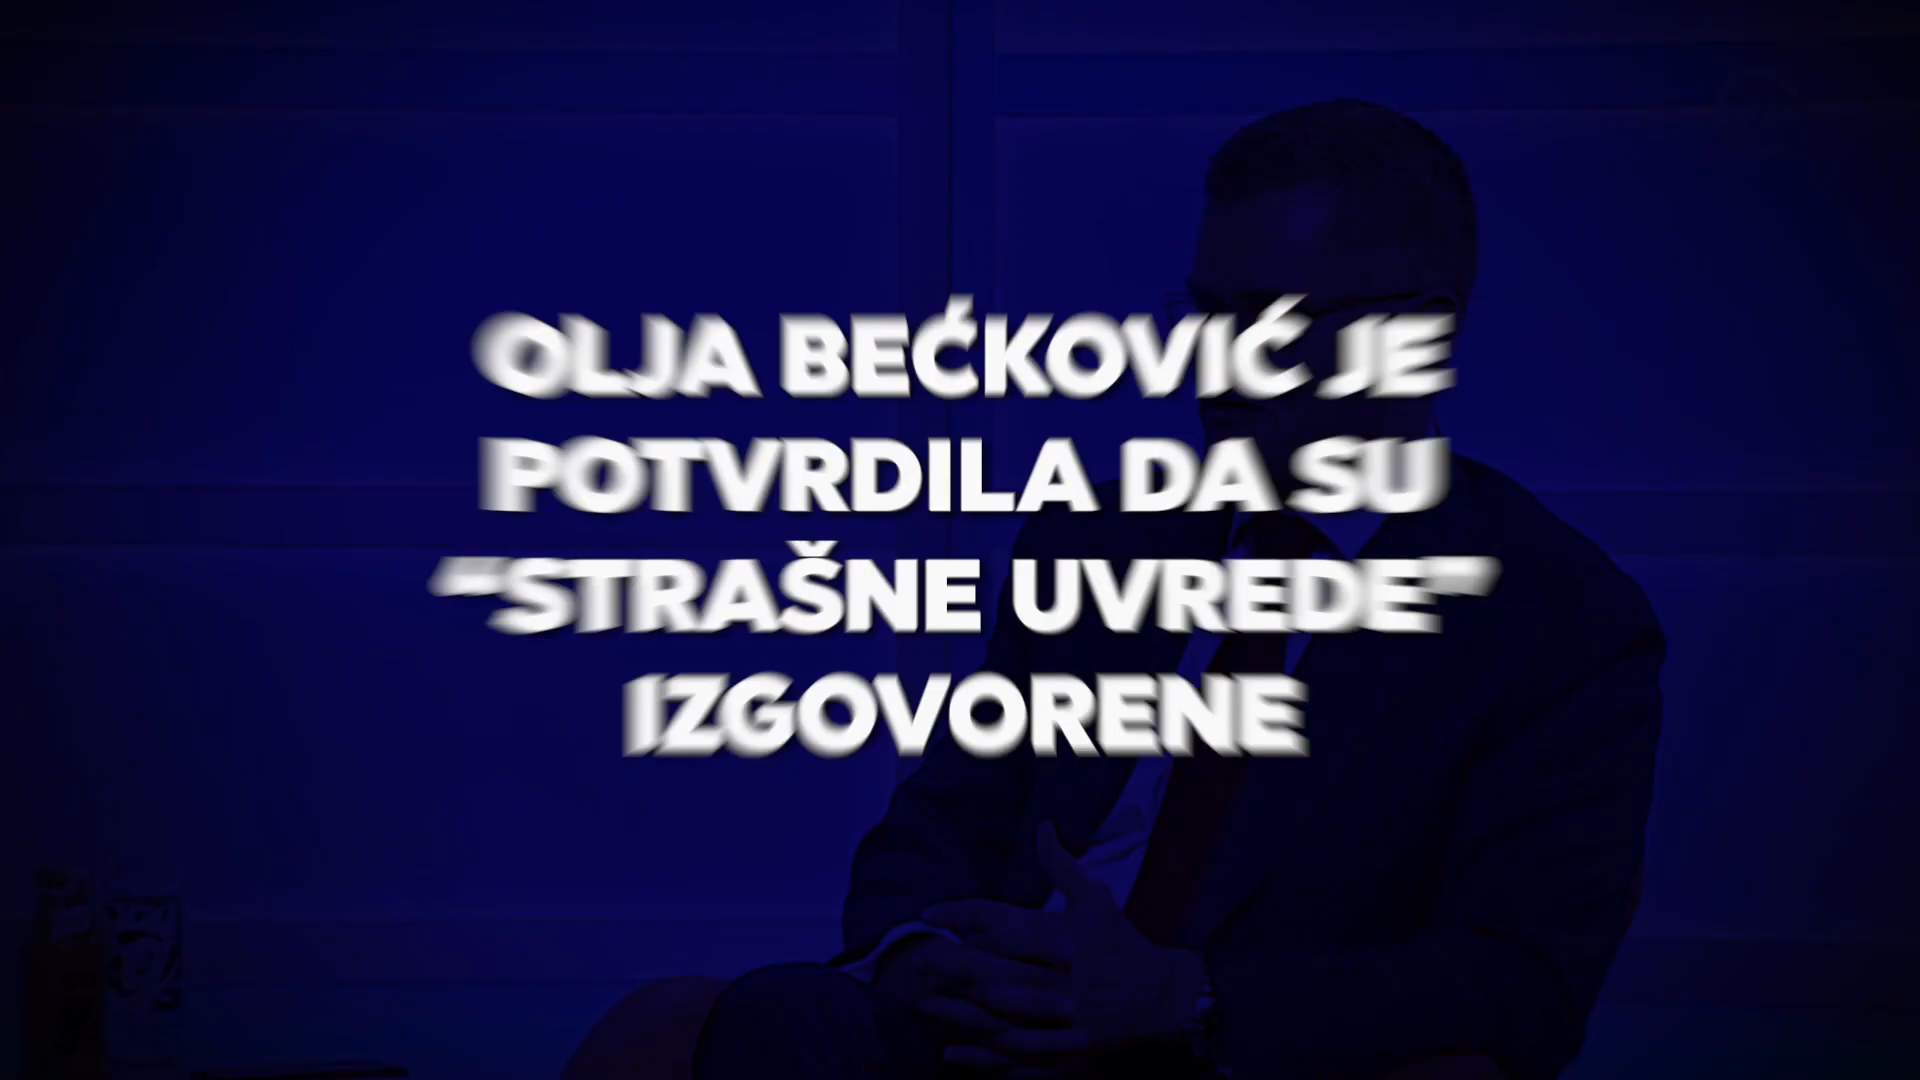 OLJA BEĆKOVIĆ JE
POTVRDILA DA SU
“STRAŠNE UVREDE”
IZGOVORENE